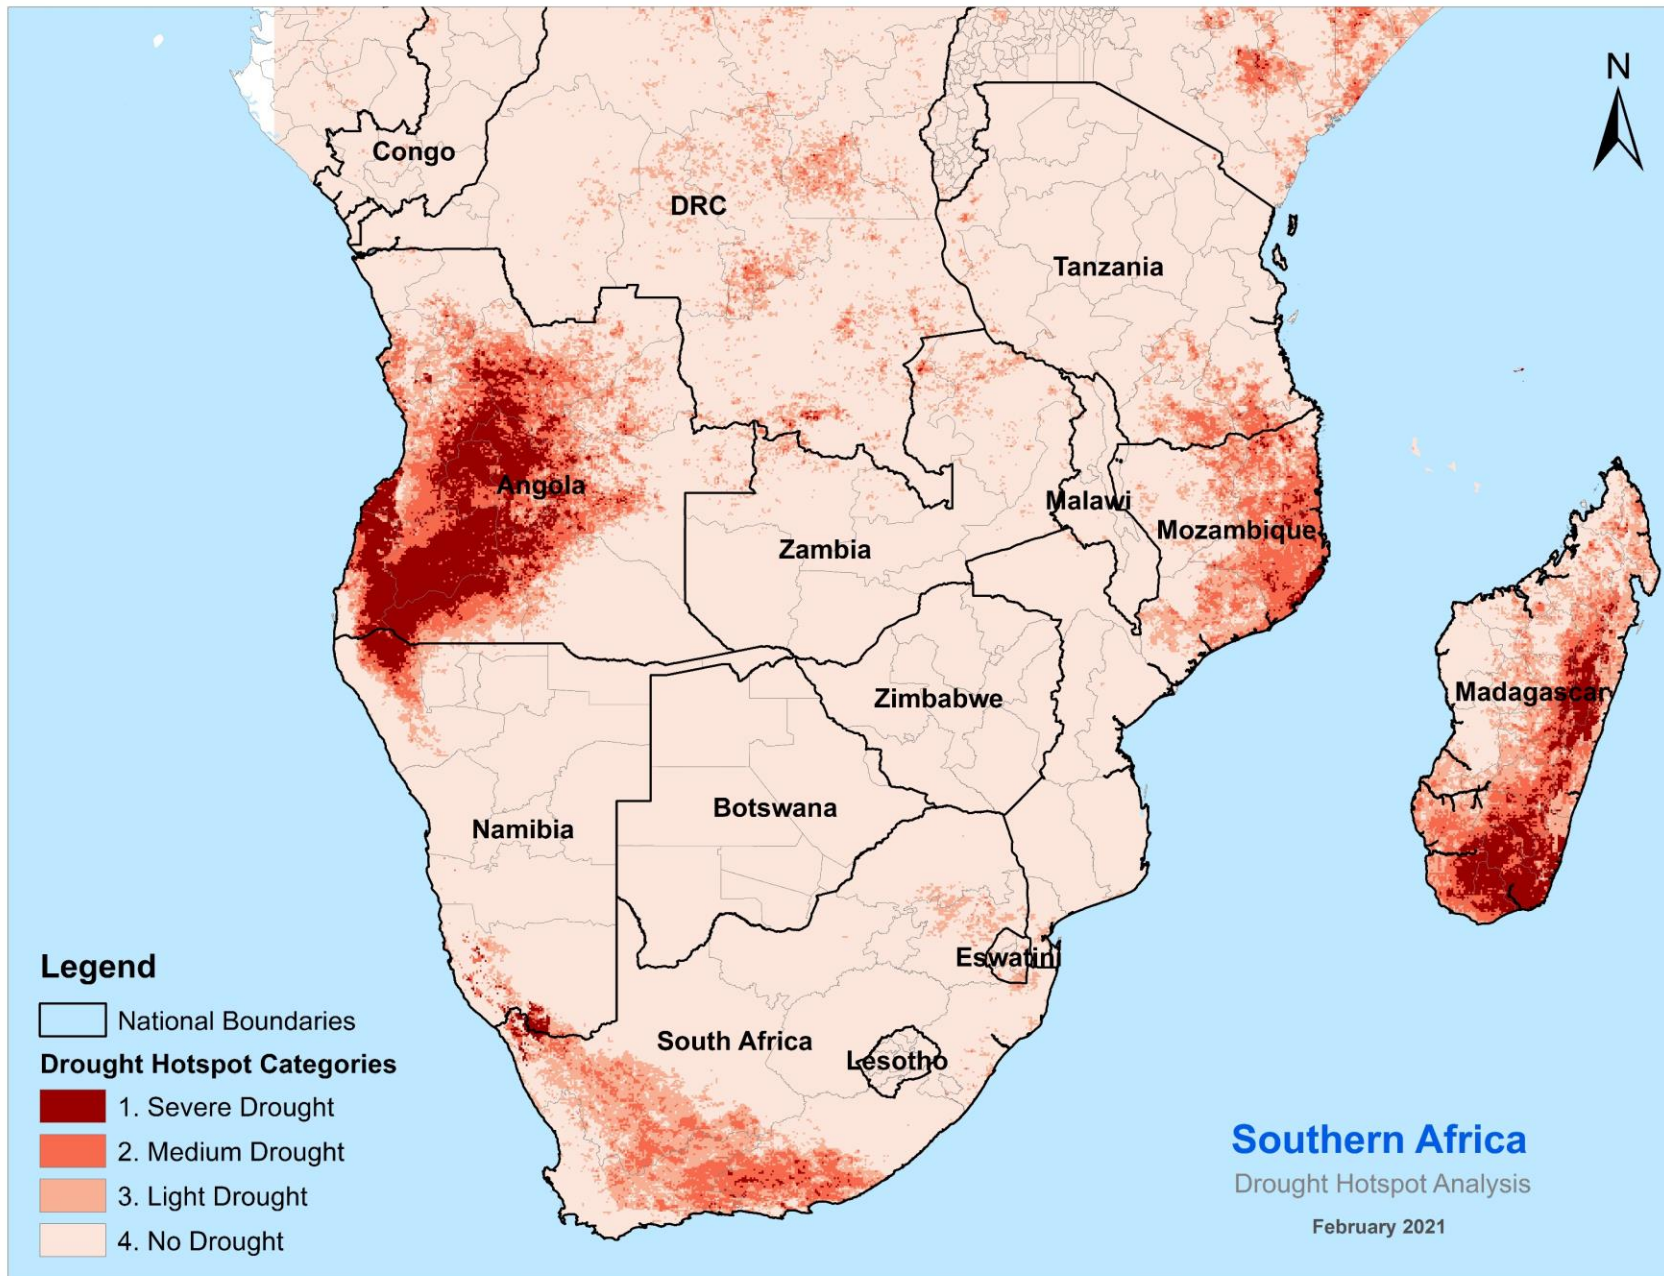 N
Congo
DRC
Tanzania
Angola
Malawi
Mozambique
Zambia
Zimbabwe
Madagascar
Botswana
Namibia
Eswatini
South Africa
Lesotho
Legend
National Boundaries
Drought Hotspot Categories
1. Severe Drought
2. Medium Drought
3. Light Drought
4. No Drought
Southern Africa
Drought Hotspot Analysis
February 2021